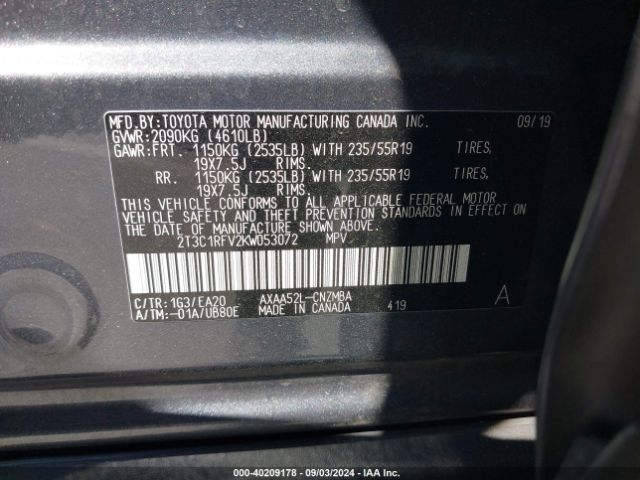 MFD.BY:TOYOTA MOTOR MANUFACTURING CANADA INC. 09/19
GVWR:2090KG (4610LB)
GAWR:FRT. 1150KG (2535LB) WITH 235/55R19 TIRES,
19X7.5J RIMS.
RR. 1150KG (2535LB) WITH 235/55R19 TIRES,
19X7.5J RIMS.
THIS VEHICLE CONFORMS TO ALL APPLICABLE FEDERAL MOTOR
VEHICLE SAFETY AND THEFT PREVENTION STANDARDS IN EFFECT ON
THE DATE OF MANUFACTURE SHOWN ABOVE.
2T3C1RFV2KW053072 MPV
C/TR:1G3/EA20 AXAA52L-CNZMBA
A/TM:-01A/UB80E MADE IN CANADA 419 A
000-40209178 - 09/03/2024 - IAA Inc.